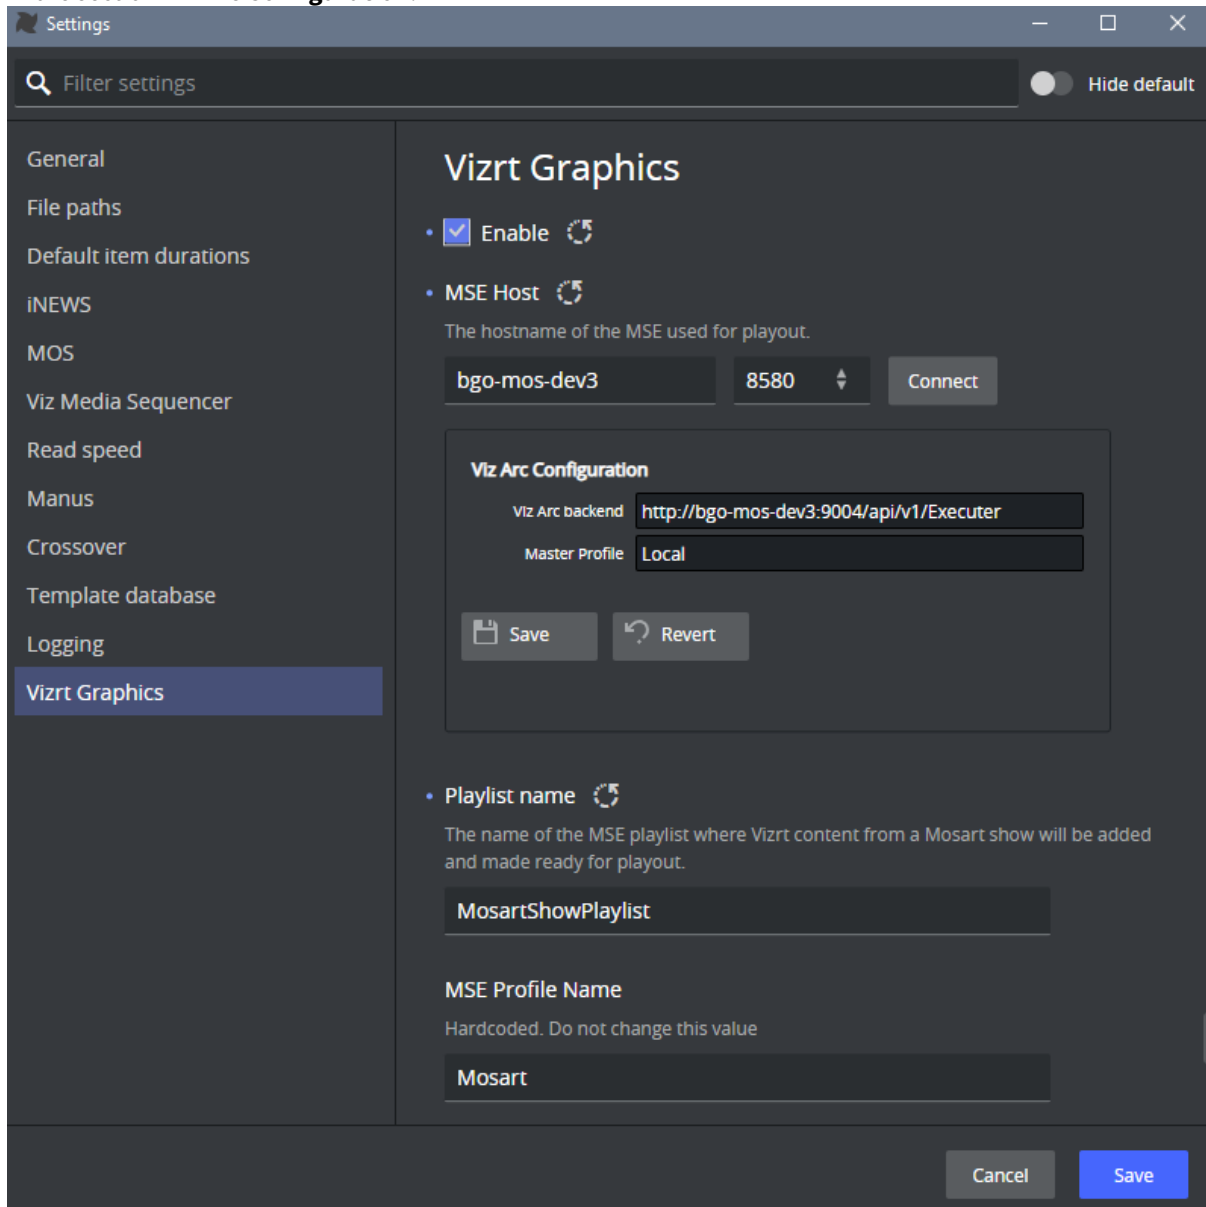 Settings
Filter settings
Hide default
General
File paths
Default item durations
iNEWS
MOS
Viz Media Sequencer
Read speed
Manus
Crossover
Template database
Logging
Vizrt Graphics
Vizrt Graphics
Enable
MSE Host
The hostname of the MSE used for playout.
bgo-mos-dev3 8580 Connect
Viz Arc Configuration
Viz Arc backend http://bgo-mos-dev3:9004/api/v1/Executer
Master Profile Local
Save Revert
Playlist name
The name of the MSE playlist where Vizrt content from a Mosart show will be added
and made ready for playout.
MosartShowPlaylist
MSE Profile Name
Hardcoded. Do not change this value
Mosart
Cancel Save